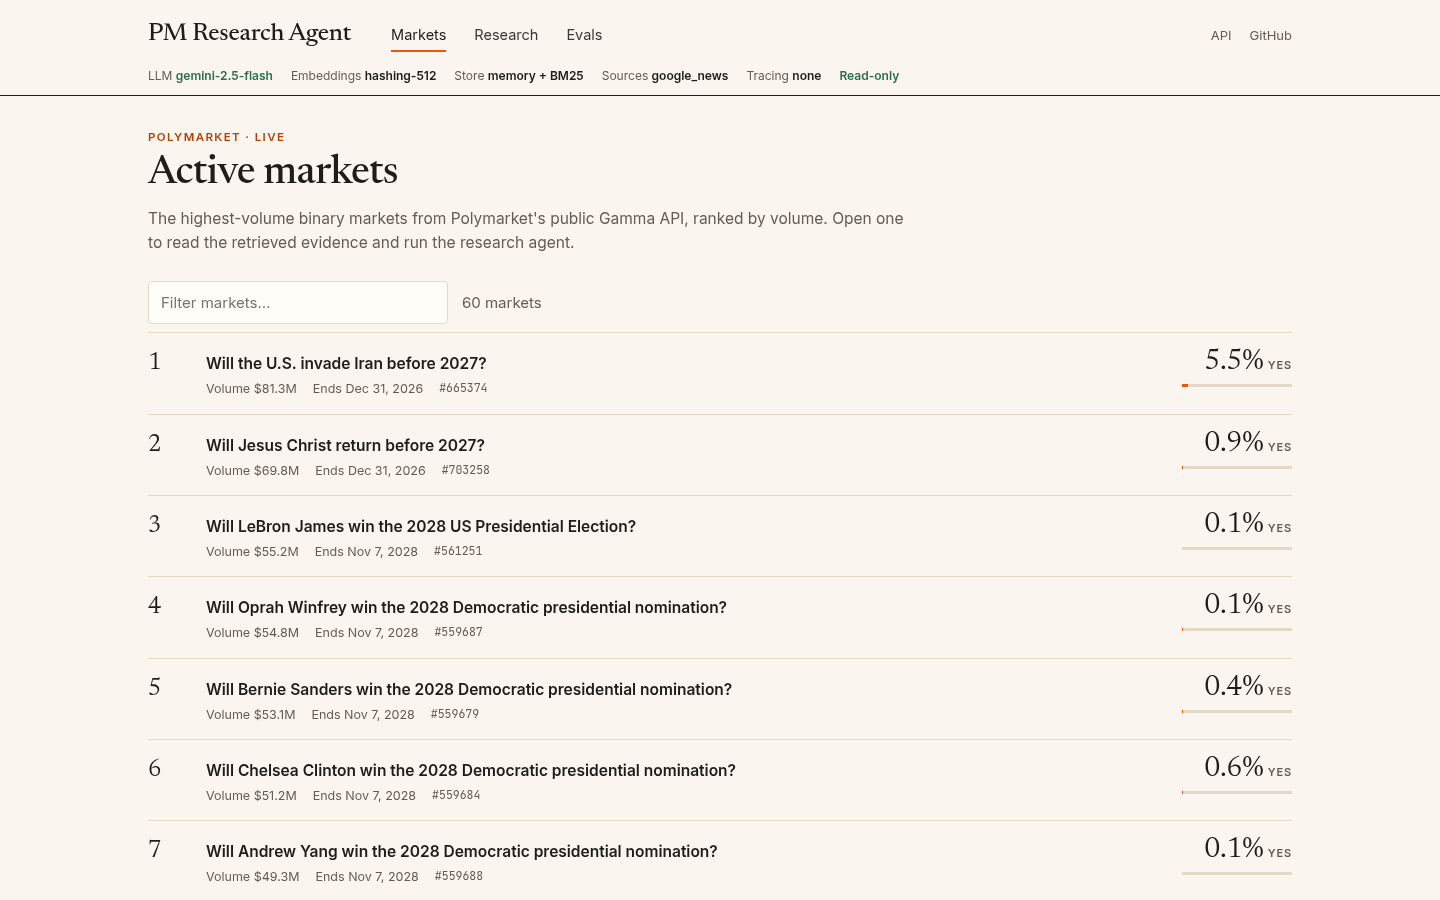 PM Research Agent
Markets Research Evals
API GitHub
LLM gemini-2.5-flash Embeddings hashing-512 Store memory + BM25 Sources google_news Tracing none Read-only
POLYMARKET · LIVE
Active markets
The highest-volume binary markets from Polymarket's public Gamma API, ranked by volume. Open one
to read the retrieved evidence and run the research agent.
Filter markets...
60 markets
1 Will the U.S. invade Iran before 2027? 5.5% YES
Volume $81.3M Ends Dec 31, 2026 #665374
2 Will Jesus Christ return before 2027? 0.9% YES
Volume $69.8M Ends Dec 31, 2026 #703258
3 Will LeBron James win the 2028 US Presidential Election? 0.1% YES
Volume $55.2M Ends Nov 7, 2028 #561251
4 Will Oprah Winfrey win the 2028 Democratic presidential nomination? 0.1% YES
Volume $54.8M Ends Nov 7, 2028 #559687
5 Will Bernie Sanders win the 2028 Democratic presidential nomination? 0.4% YES
Volume $53.1M Ends Nov 7, 2028 #559679
6 Will Chelsea Clinton win the 2028 Democratic presidential nomination? 0.6% YES
Volume $51.2M Ends Nov 7, 2028 #559684
7 Will Andrew Yang win the 2028 Democratic presidential nomination? 0.1% YES
Volume $49.3M Ends Nov 7, 2028 #559688